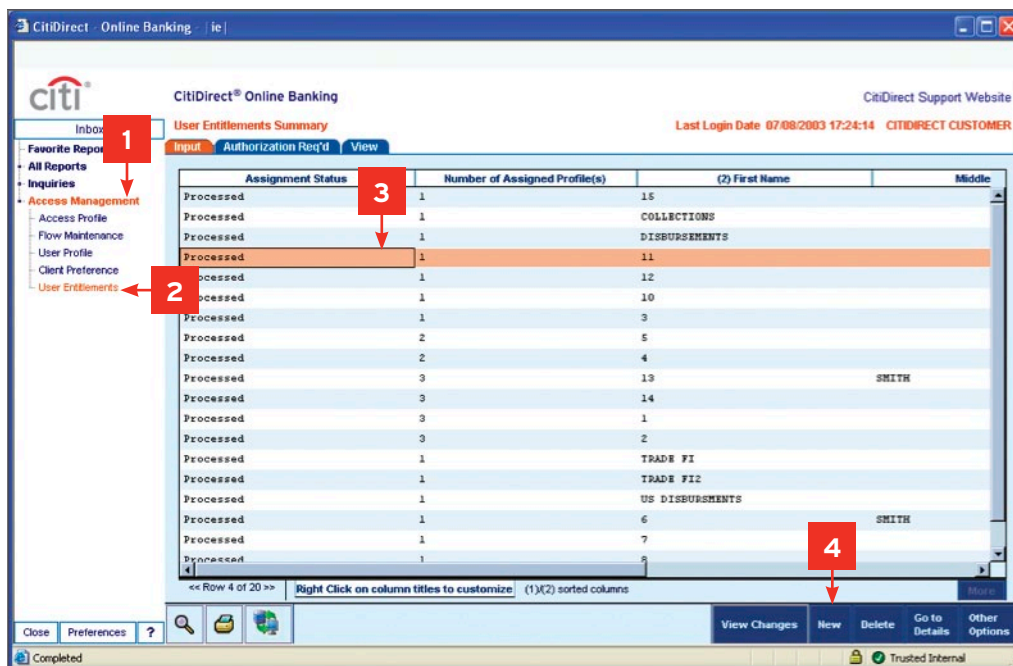 CitiDirect - Online Banking - [ie]
citi®
CitiDirect® Online Banking
CitiDirect Support Website
Inbox
User Entitlements Summary
Last Login Date 07/08/2003 17:24:14 CITIDIRECT CUSTOMER
1
Input
Authorization Req'd
View
Favorite Repor
All Reports
Inquiries
Access Management
Access Profile
Flow Maintenance
User Profile
Client Preference
User Entitlements
2
3
Assignment Status Number of Assigned Profile(s) (2) First Name Middle
Processed 1 15
Processed 1 COLLECTIONS
Processed 1 DISBURSEMENTS
Processed 1 11
ocessed 1 12
ocessed 1 10
Processed 1 3
Processed 2 5
Processed 2 4
Processed 3 13 SMITH
Processed 3 14
Processed 3 1
Processed 3 2
Processed 1 TRADE FI
Processed 1 TRADE FI2
Processed 1 US DISBURSMENTS
Processed 1 6 SMITH
Processed 1 7
Processed 1 8
4
<< Row 4 of 20 >> Right Click on column titles to customize (1)/(2) sorted columns More
Close Preferences ? View Changes New Delete Go to Details Other Options
Completed Trusted Internal